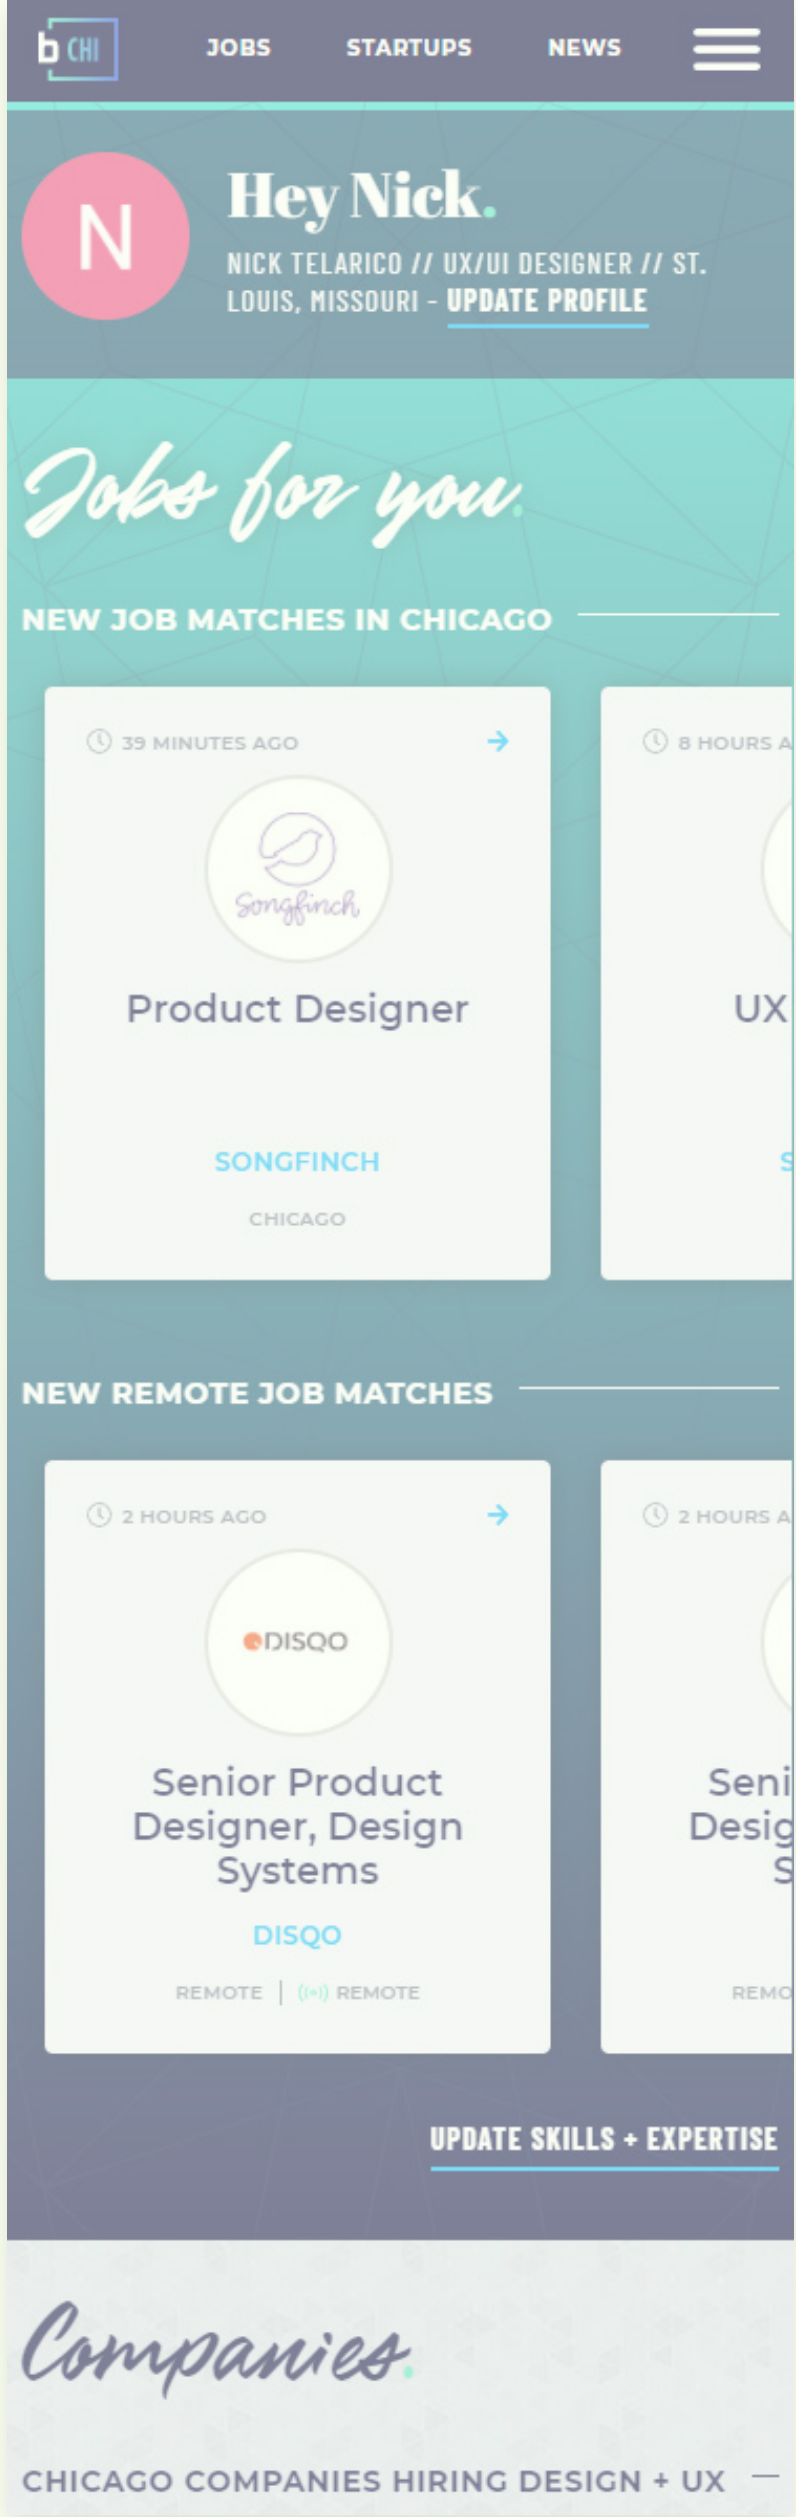 b CHI
JOBS STARTUPS NEWS
N
Hey Nick.
NICK TELARICO // UX/UI DESIGNER // ST.
LOUIS, MISSOURI - UPDATE PROFILE
Jobs for you.
NEW JOB MATCHES IN CHICAGO
39 MINUTES AGO
8 HOURS A
Songfinch
Product Designer
UX
SONGFINCH
S
CHICAGO
NEW REMOTE JOB MATCHES
2 HOURS AGO
2 HOURS A
DISQO
Senior Product
Designer, Design
Systems
Seni
Desig
S
DISQO
REMOTE | REMOTE
REMO
UPDATE SKILLS + EXPERTISE
Companies.
CHICAGO COMPANIES HIRING DESIGN + UX